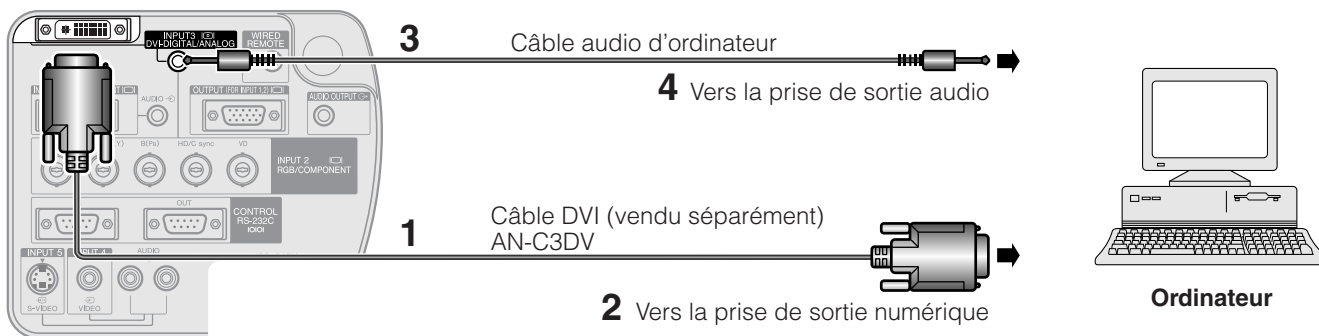 INPUT3
DVI-DIGITAL/ANALOG
WIRED
REMOTE
3 Câble audio d'ordinateur
4 Vers la prise de sortie audio
AUDIO
OUTPUT (FOR INPUT 1,2)
AUDIO OUTPUT
B(PB) HD/C sync VD
INPUT 2
RGB/COMPONENT
OUT
CONTROL
RS-232C
1 Câble DVI (vendu séparément)
AN-C3DV
INPUT 5 INPUT 4 AUDIO
S-VIDEO VIDEO
2 Vers la prise de sortie numérique
Ordinateur